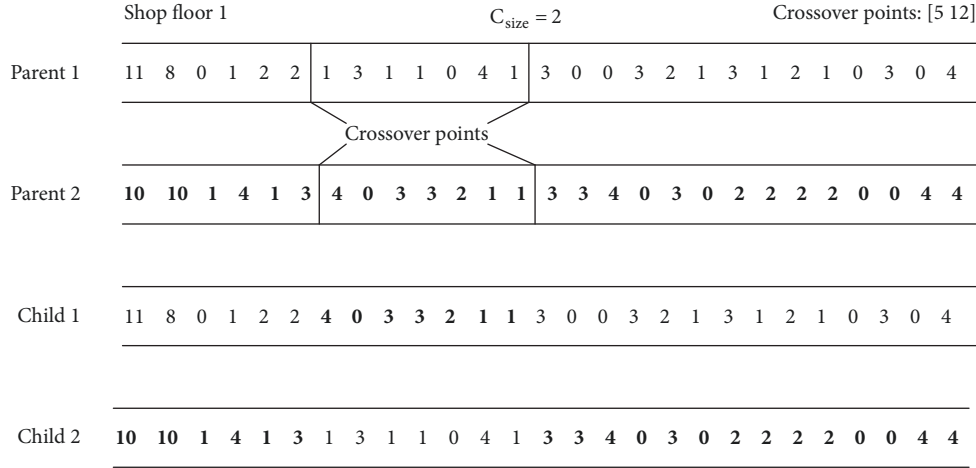 Shop floor 1 C_size = 2 Crossover points: [5 12]
Parent 1 11 8 0 1 2 2 1 3 1 1 0 4 1 3 0 0 3 2 1 3 1 2 1 0 3 0 4
Crossover points
Parent 2 10 10 1 4 1 3 4 0 3 3 2 1 1 3 3 4 0 3 0 2 2 2 2 0 0 4 4
Child 1 11 8 0 1 2 2 4 0 3 3 2 1 1 3 0 0 3 2 1 3 1 2 1 0 3 0 4
Child 2 10 10 1 4 1 3 1 3 1 1 0 4 1 3 3 4 0 3 0 2 2 2 2 0 0 4 4